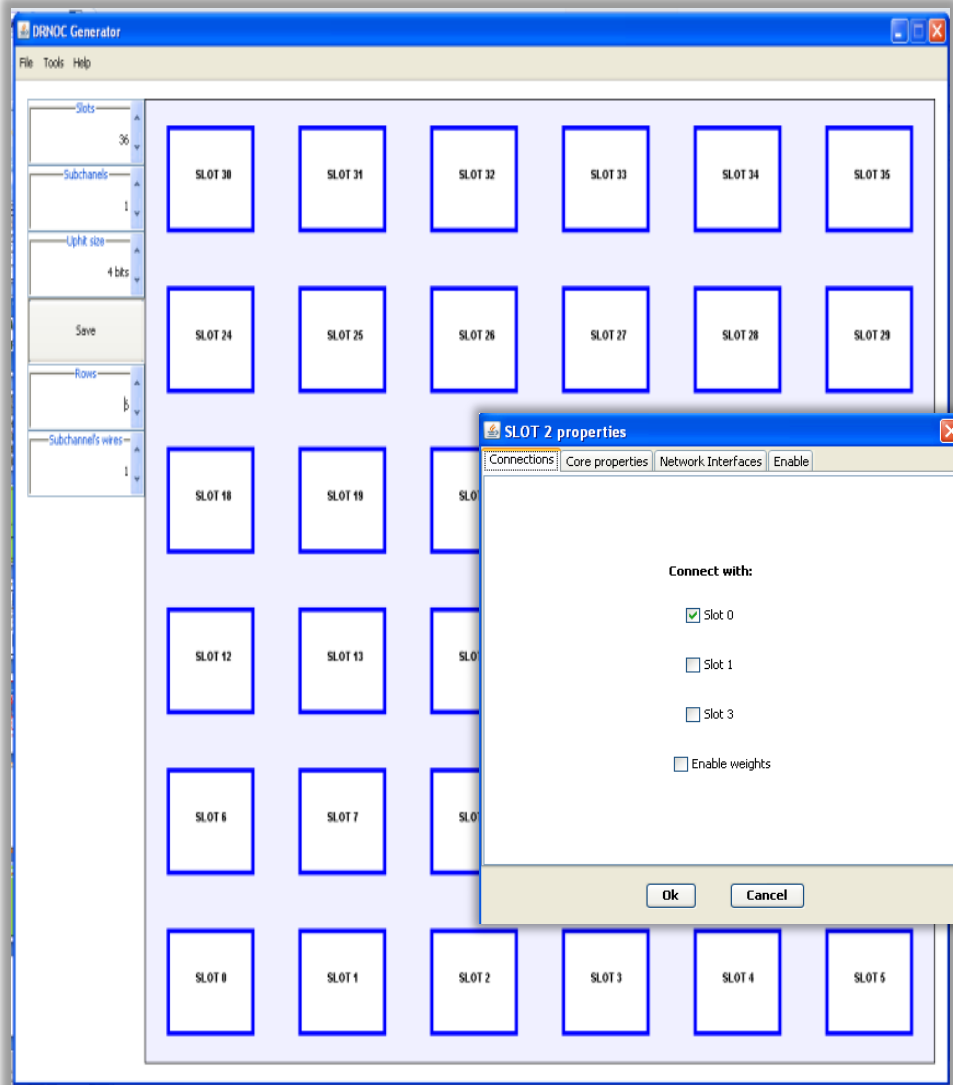 DRNOC Generator
File Tools Help
Slots
36
Subchanels
1
Uphit size
4 bits
Save
Rows
Subchannel's wires
1
SLOT 30 SLOT 31 SLOT 32 SLOT 33 SLOT 34 SLOT 35
SLOT 24 SLOT 25 SLOT 26 SLOT 27 SLOT 28 SLOT 29
SLOT 18 SLOT 19
SLOT 12 SLOT 13
SLOT 6 SLOT 7
SLOT 0 SLOT 1 SLOT 2 SLOT 3 SLOT 4 SLOT 5
SLOT 2 properties
Connections Core properties Network Interfaces Enable
Connect with:
Slot 0
Slot 1
Slot 3
Enable weights
Ok Cancel